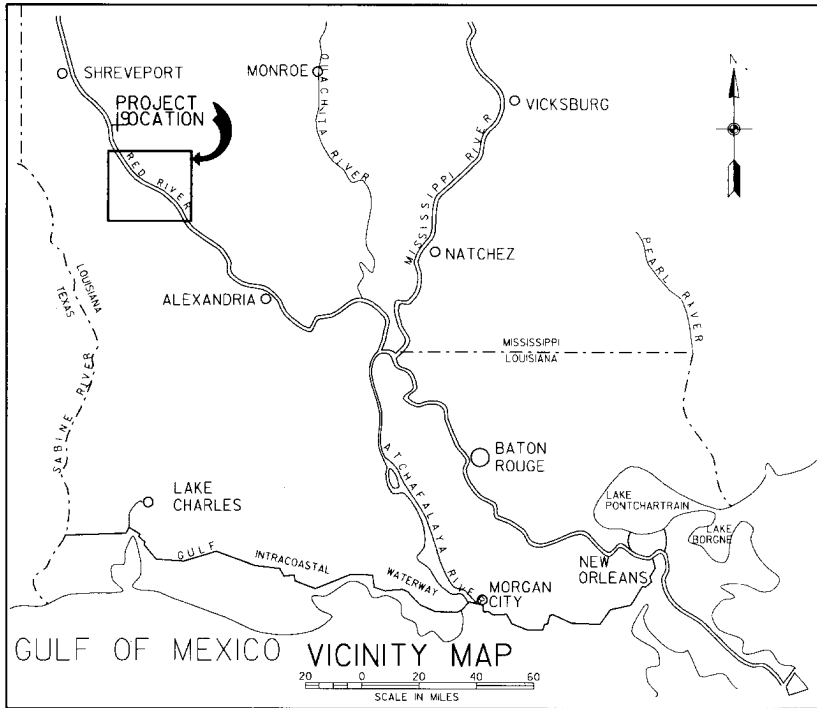 N
SHREVEPORT
MONROE
VICKSBURG
PROJECT
LOCATION
OUACHITA RIVER
RED RIVER
MISSISSIPPI RIVER
NATCHEZ
PEARL RIVER
LOUISIANA
TEXAS
ALEXANDRIA
MISSISSIPPI
LOUISIANA
SABINE RIVER
BATON
ROUGE
ATCHAFALAYA RIVE
LAKE
CHARLES
LAKE
PONTCHARTRAIN
LAKE
BORGNE
GULF INTRACOASTAL WATERWAY
NEW
ORLEANS
MORGAN
CITY
GULF OF MEXICO
VICINITY MAP
20 0 20 40 60
SCALE IN MILES